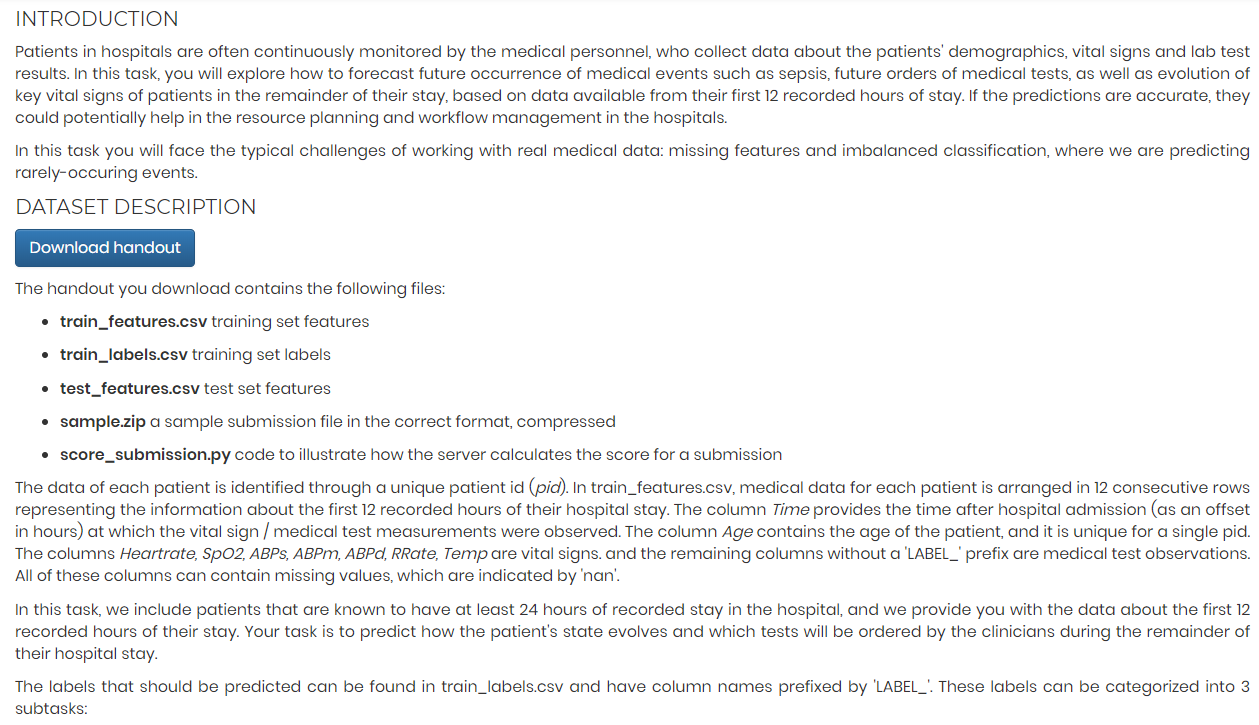 INTRODUCTION
Patients in hospitals are often continuously monitored by the medical personnel, who collect data about the patients' demographics, vital signs and lab test
results. In this task, you will explore how to forecast future occurrence of medical events such as sepsis, future orders of medical tests, as well as evolution of
key vital signs of patients in the remainder of their stay, based on data available from their first 12 recorded hours of stay. If the predictions are accurate, they
could potentially help in the resource planning and workflow management in the hospitals.
In this task you will face the typical challenges of working with real medical data: missing features and imbalanced classification, where we are predicting
rarely-occuring events.
DATASET DESCRIPTION
Download handout
The handout you download contains the following files:
• train_features.csv training set features
• train_labels.csv training set labels
• test_features.csv test set features
• sample.zip a sample submission file in the correct format, compressed
• score_submission.py code to illustrate how the server calculates the score for a submission
The data of each patient is identified through a unique patient id (pid). In train_features.csv, medical data for each patient is arranged in 12 consecutive rows
representing the information about the first 12 recorded hours of their hospital stay. The column Time provides the time after hospital admission (as an offset
in hours) at which the vital sign / medical test measurements were observed. The column Age contains the age of the patient, and it is unique for a single pid.
The columns Heartrate, SpO2, ABPs, ABPm, ABPd, RRate, Temp are vital signs. and the remaining columns without a 'LABEL_' prefix are medical test observations.
All of these columns can contain missing values, which are indicated by 'nan'.
In this task, we include patients that are known to have at least 24 hours of recorded stay in the hospital, and we provide you with the data about the first 12
recorded hours of their stay. Your task is to predict how the patient's state evolves and which tests will be ordered by the clinicians during the remainder of
their hospital stay.
The labels that should be predicted can be found in train_labels.csv and have column names prefixed by 'LABEL_'. These labels can be categorized into 3
subtasks: